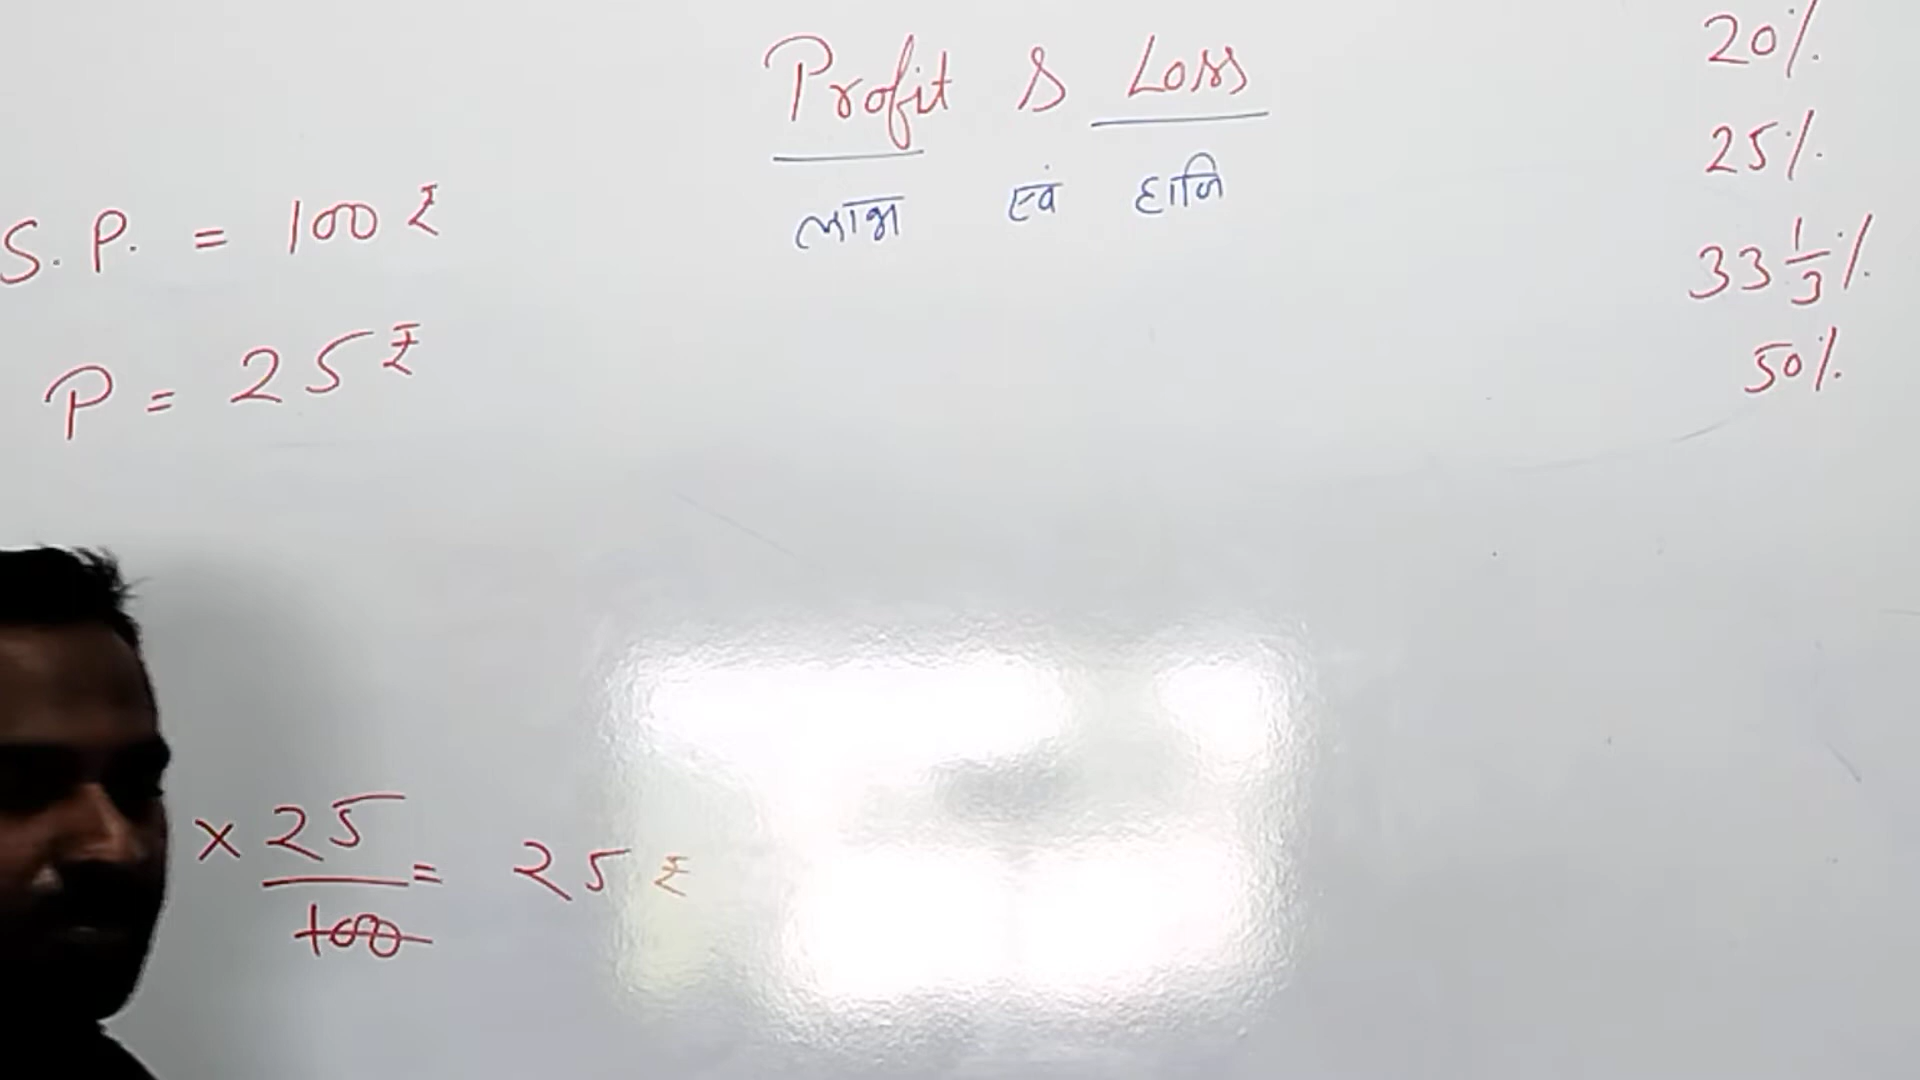 Profit & Loss
लाभ एवं हानि
S. P. = 100 ₹
P = 25 ₹
× 25/100 = 25 ₹
20%
25%
33 1/3 %
50%